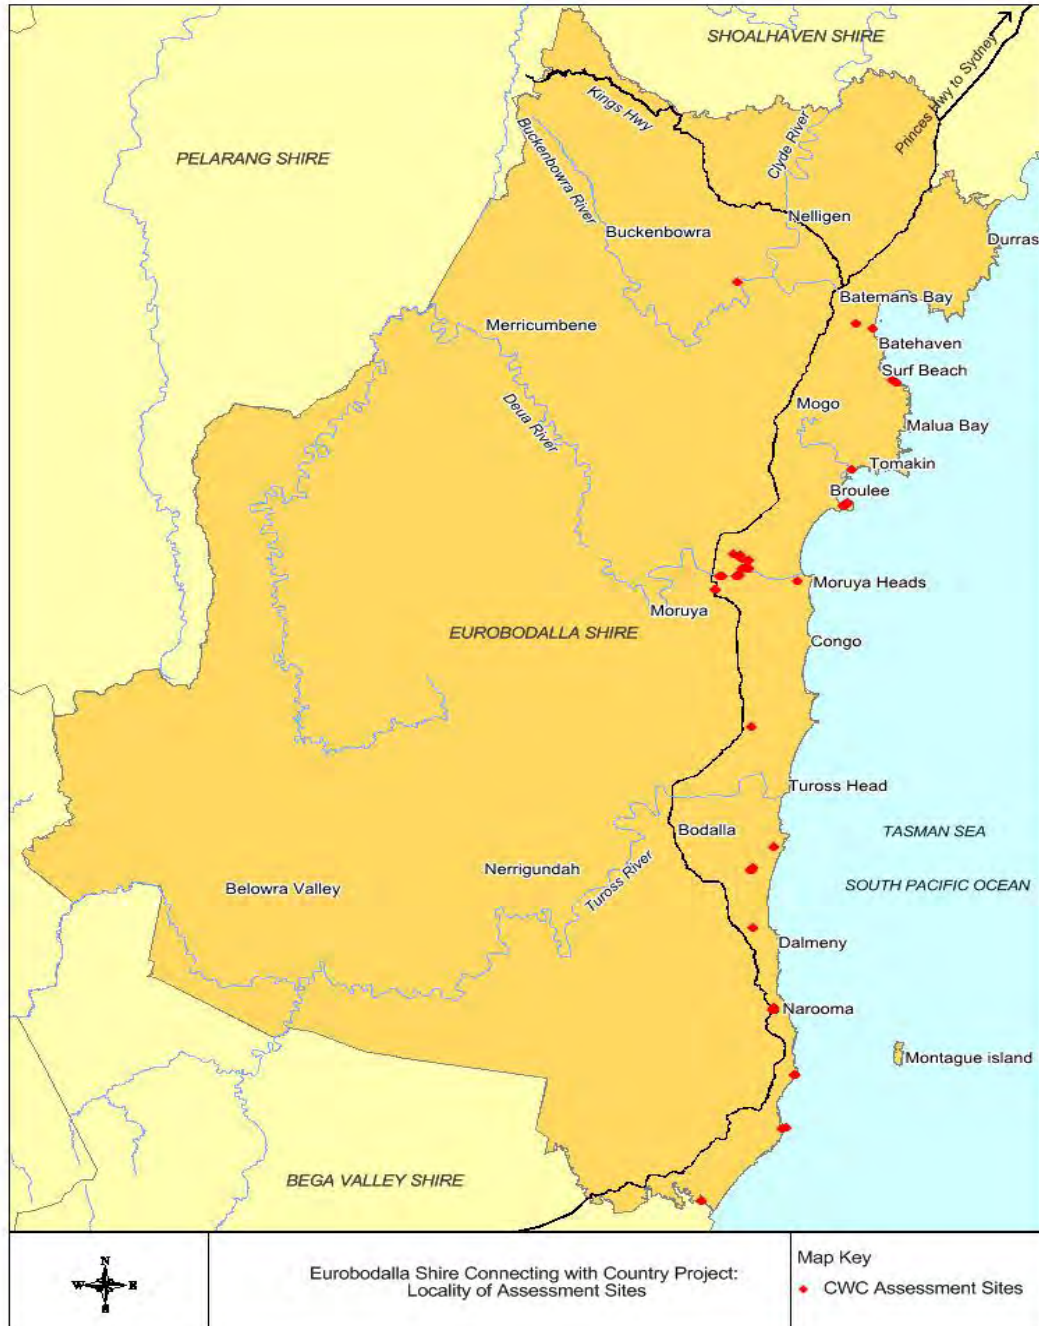 SHOALHAVEN SHIRE
Princes Hwy to Sydney
Kings Hwy
Clyde River
Buckenbowra River
PELARANG SHIRE
Nelligen
Buckenbowra
Durras
Batemans Bay
Merricumbene
Batehaven
Surf Beach
Mogo
Deua River
Malua Bay
Tomakin
Broulee
Moruya Heads
Moruya
EUROBODALLA SHIRE
Congo
Tuross Head
Bodalla
TASMAN SEA
Nerrigundah
Tuross River
Belowra Valley
SOUTH PACIFIC OCEAN
Dalmeny
Narooma
Montague island
BEGA VALLEY SHIRE
N
W E
S
Eurobodalla Shire Connecting with Country Project:
Locality of Assessment Sites
Map Key
CWC Assessment Sites